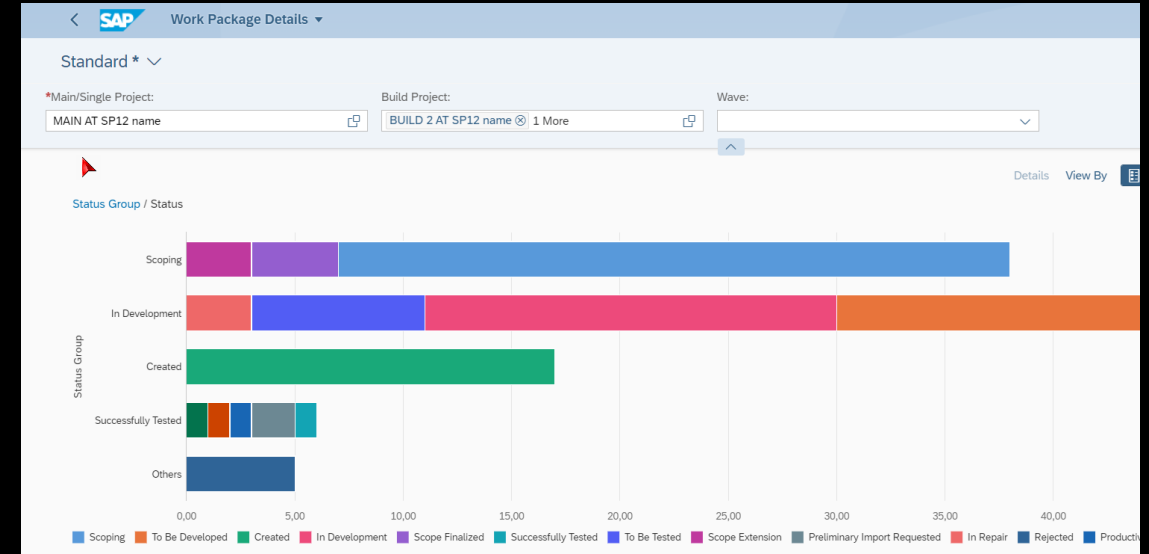 SAP Work Package Details
Standard *
*Main/Single Project: Build Project: Wave:
MAIN AT SP12 name BUILD 2 AT SP12 name 1 More
Details View By
Status Group / Status
Scoping
In Development
Created
Successfully Tested
Others
Status Group
0,00 5,00 10,00 15,00 20,00 25,00 30,00 35,00 40,00
Scoping To Be Developed Created In Development Scope Finalized Successfully Tested To Be Tested Scope Extension Preliminary Import Requested In Repair Rejected